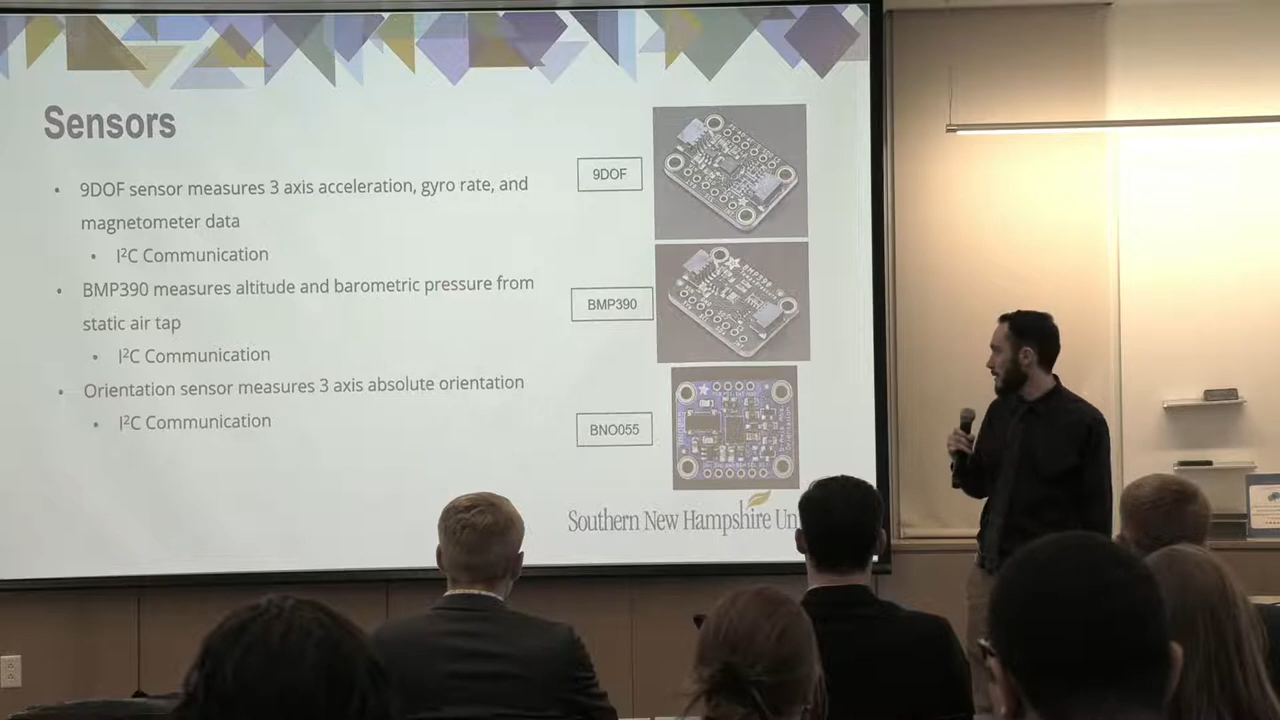 Sensors
• 9DOF sensor measures 3 axis acceleration, gyro rate, and
magnetometer data
• I²C Communication
• BMP390 measures altitude and barometric pressure from
static air tap
• I²C Communication
• Orientation sensor measures 3 axis absolute orientation
• I²C Communication
9DOF
BMP390
BMP390
BNO055
Orientation
Southern New Hampshire Un